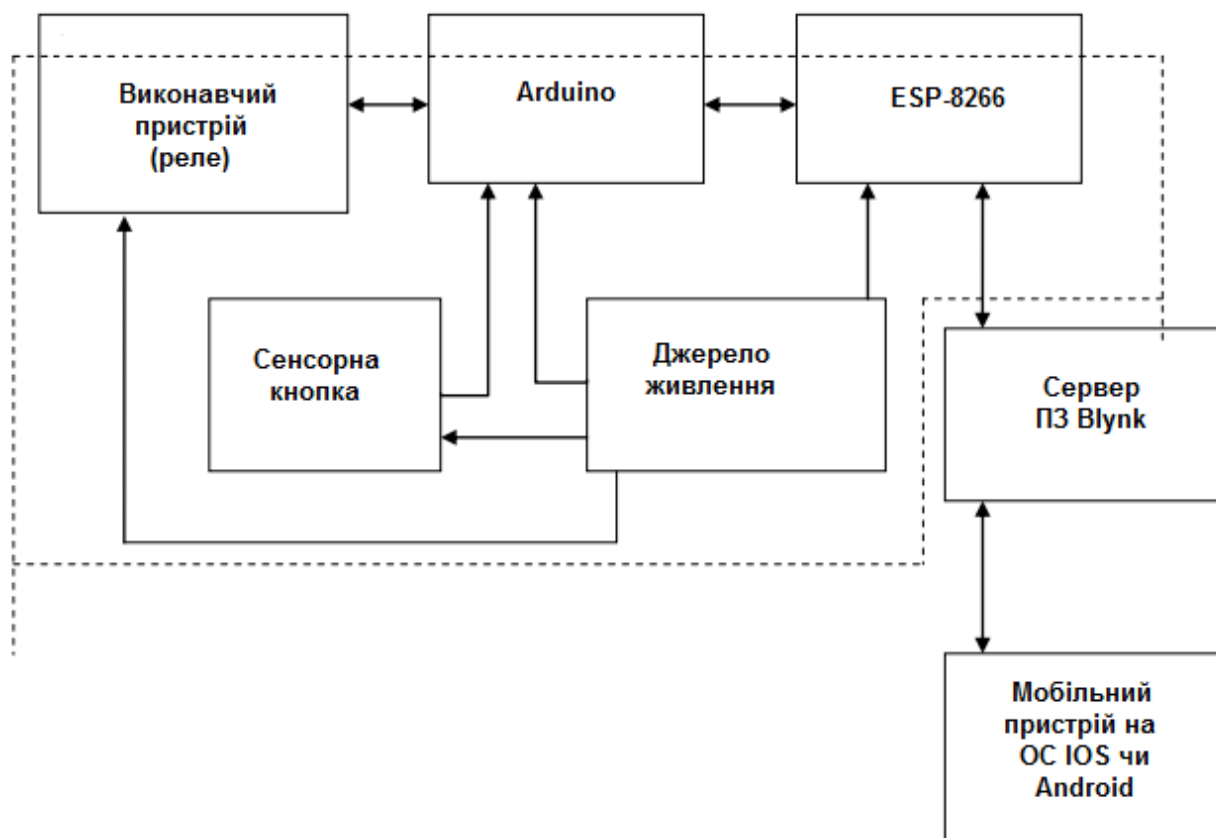 Виконавчий
пристрій
(реле)
Arduino
ESP-8266
Сенсорна
кнопка
Джерело
живлення
Сервер
ПЗ Blynk
Мобільний
пристрій на
ОС IOS чи
Android